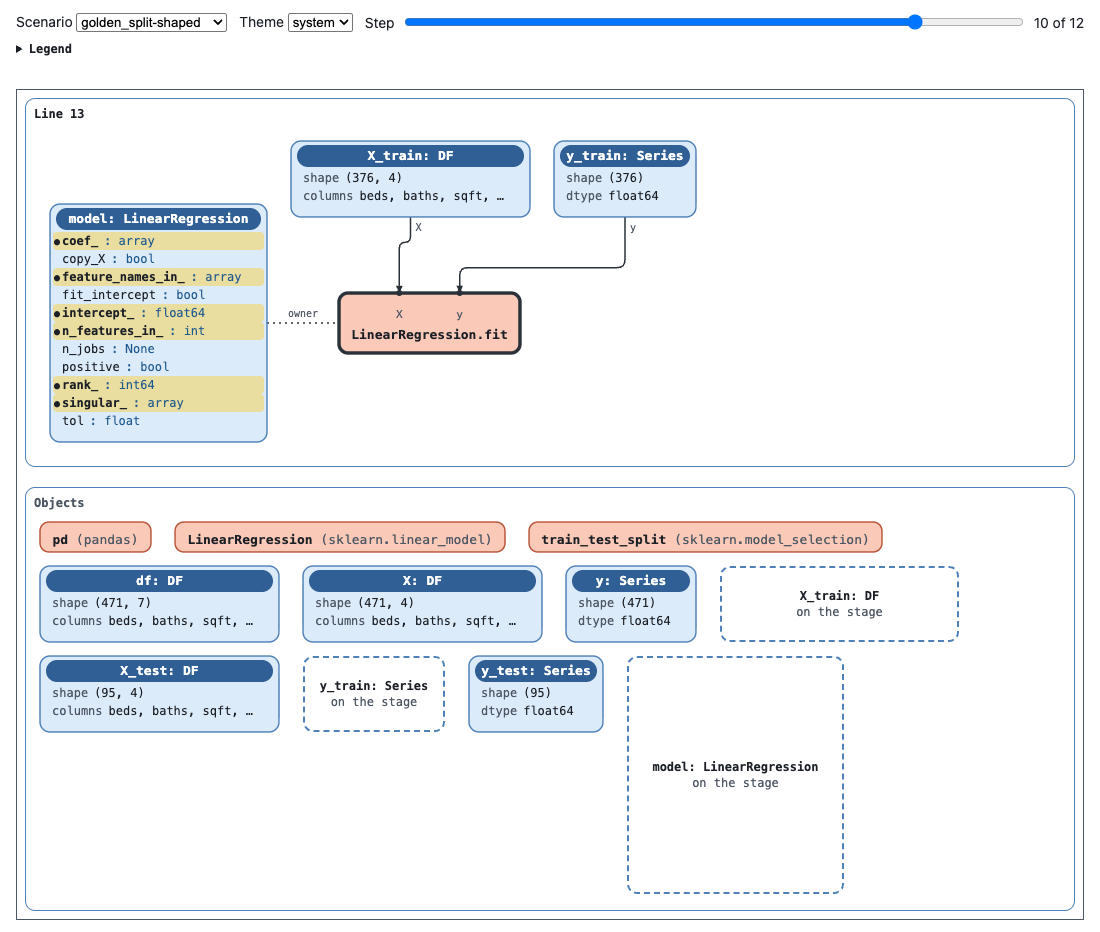 Scenario golden_split-shaped Theme system Step 10 of 12
Legend
Line 13
X_train: DF
shape (376, 4)
columns beds, baths, sqft, …
y_train: Series
shape (376)
dtype float64
X
y
model: LinearRegression
coef_ : array
copy_X : bool
feature_names_in_ : array
fit_intercept : bool
intercept_ : float64
n_features_in_ : int
n_jobs : None
positive : bool
rank_ : int64
singular_ : array
tol : float
owner
X y
LinearRegression.fit
Objects
pd (pandas)
LinearRegression (sklearn.linear_model)
train_test_split (sklearn.model_selection)
df: DF
shape (471, 7)
columns beds, baths, sqft, …
X: DF
shape (471, 4)
columns beds, baths, sqft, …
y: Series
shape (471)
dtype float64
X_train: DF
on the stage
X_test: DF
shape (95, 4)
columns beds, baths, sqft, …
y_train: Series
on the stage
y_test: Series
shape (95)
dtype float64
model: LinearRegression
on the stage